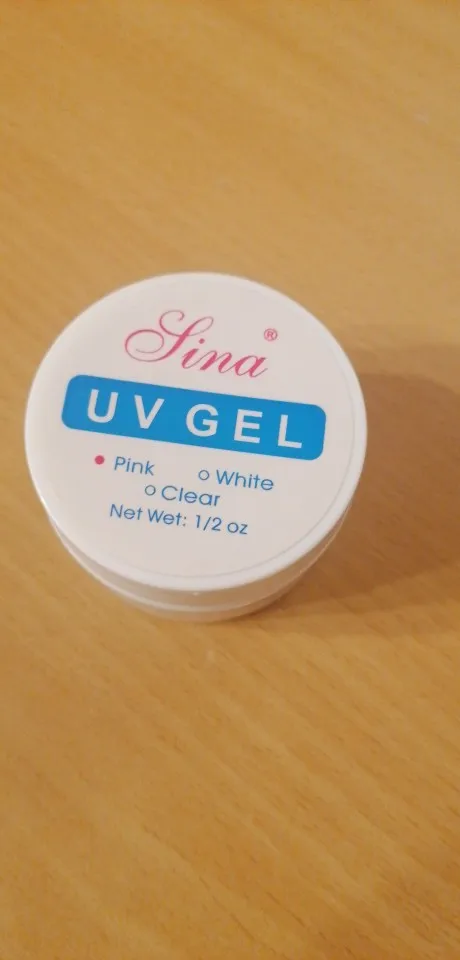 Sina®
UV GEL
Pink ○ White
○ Clear
Net Wet: 1/2 oz